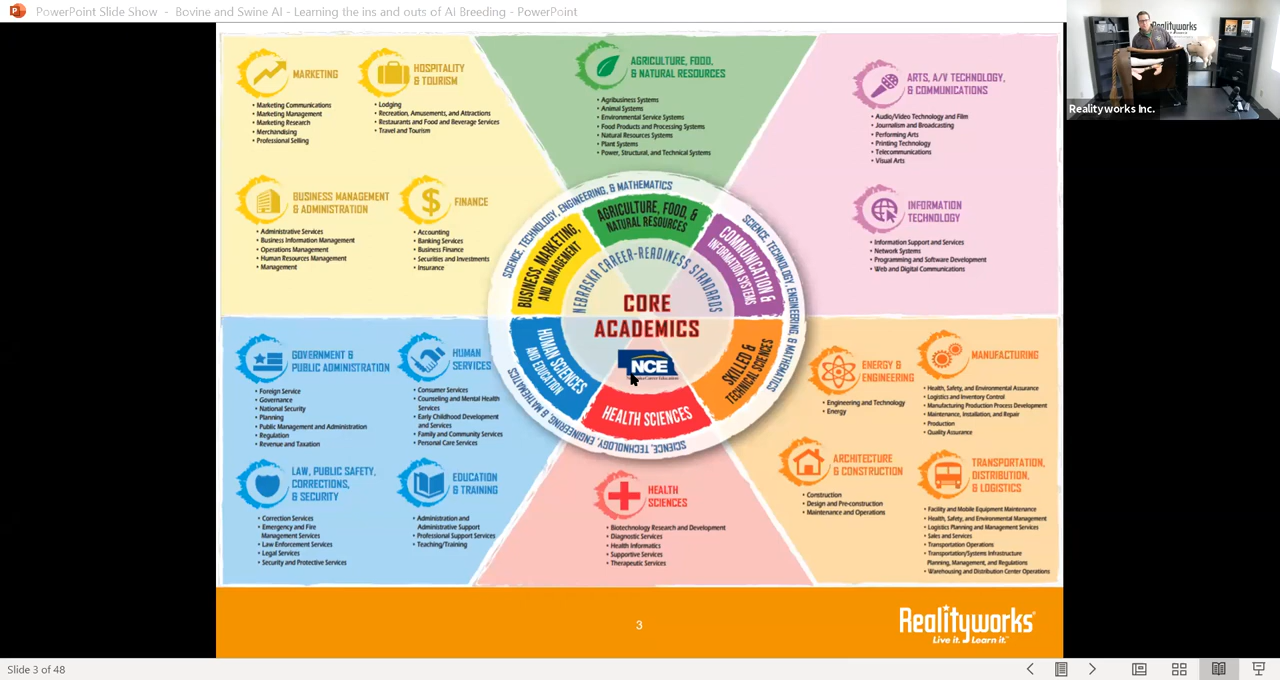 PowerPoint Slide Show - Bovine and Swine AI - Learning the ins and outs of AI Breeding - PowerPoint
Realityworks
Realityworks Inc.
MARKETING
• Marketing Communications
• Marketing Management
• Marketing Research
• Merchandising
• Professional Selling
HOSPITALITY
& TOURISM
• Lodging
• Recreation, Amusements, and Attractions
• Restaurants and Food and Beverage Services
• Travel and Tourism
BUSINESS MANAGEMENT
& ADMINISTRATION
• Administrative Services
• Business Information Management
• Operations Management
• Human Resources Management
• Management
FINANCE
• Accounting
• Banking Services
• Business Finance
• Securities and Investments
• Insurance
AGRICULTURE, FOOD,
& NATURAL RESOURCES
• Agribusiness Systems
• Animal Systems
• Environmental Service Systems
• Food Products and Processing Systems
• Natural Resources Systems
• Plant Systems
• Power, Structural, and Technical Systems
ARTS, A/V TECHNOLOGY,
& COMMUNICATIONS
• Audio/Video Technology and Film
• Journalism and Broadcasting
• Performing Arts
• Printing Technology
• Telecommunications
• Visual Arts
INFORMATION
TECHNOLOGY
• Information Support and Services
• Network Systems
• Programming and Software Development
• Web and Digital Communications
SCIENCE, TECHNOLOGY, ENGINEERING, & MATHEMATICS
SCIENCE, TECHNOLOGY, ENGINEERING, & MATHEMATICS
SCIENCE, TECHNOLOGY, ENGINEERING, & MATHEMATICS
AGRICULTURE, FOOD, &
NATURAL RESOURCES
BUSINESS, MARKETING,
AND MANAGEMENT
COMMUNICATION &
INFORMATION SYSTEMS
NEBRASKA CAREER-READINESS STANDARDS
CORE
ACADEMICS
NCE
HUMAN SCIENCES
AND EDUCATION
SKILLED &
TECHNICAL SCIENCES
HEALTH SCIENCES
GOVERNMENT &
PUBLIC ADMINISTRATION
• Foreign Service
• Governance
• National Security
• Planning
• Public Management and Administration
• Regulation
• Revenue and Taxation
HUMAN
SERVICES
• Consumer Services
• Counseling and Mental Health
Services
• Early Childhood Development
and Services
• Family and Community Services
• Personal Care Services
LAW, PUBLIC SAFETY,
CORRECTIONS,
& SECURITY
• Correction Services
• Emergency and Fire
Management Services
• Law Enforcement Services
• Legal Services
• Security and Protective Services
EDUCATION
& TRAINING
• Administration and
Administrative Support
• Professional Support Services
• Teaching/Training
HEALTH
SCIENCES
• Biotechnology Research and Development
• Diagnostic Services
• Health Informatics
• Supportive Services
• Therapeutic Services
ENERGY &
ENGINEERING
• Engineering and Technology
• Energy
MANUFACTURING
• Health, Safety, and Environmental Assurance
• Logistics and Inventory Control
• Manufacturing Production Process Development
• Maintenance, Installation, and Repair
• Production
• Quality Assurance
ARCHITECTURE
& CONSTRUCTION
• Construction
• Design and Pre-construction
• Maintenance and Operations
TRANSPORTATION,
DISTRIBUTION,
& LOGISTICS
• Facility and Mobile Equipment Maintenance
• Health, Safety, and Environmental Management
• Logistics Planning and Management Services
• Sales and Services
• Transportation Operations
• Transportation/Systems Infrastructure
Planning, Management, and Regulations
• Warehousing and Distribution Center Operations
3
Realityworks
Live it. Learn it.™
Slide 3 of 48